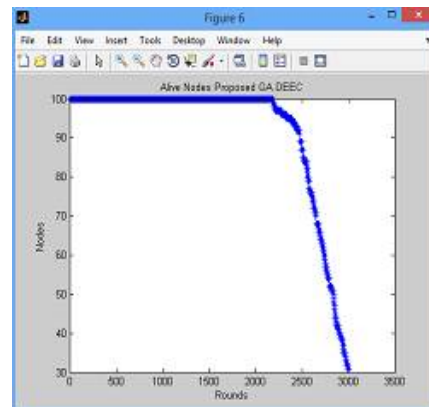 Figure 6
File Edit View Insert Tools Desktop Window Help
Alive Nodes Proposed GA DEEC
100
90
80
70
60
50
40
30
Nodes
0 500 1000 1500 2000 2500 3000 3500
Rounds